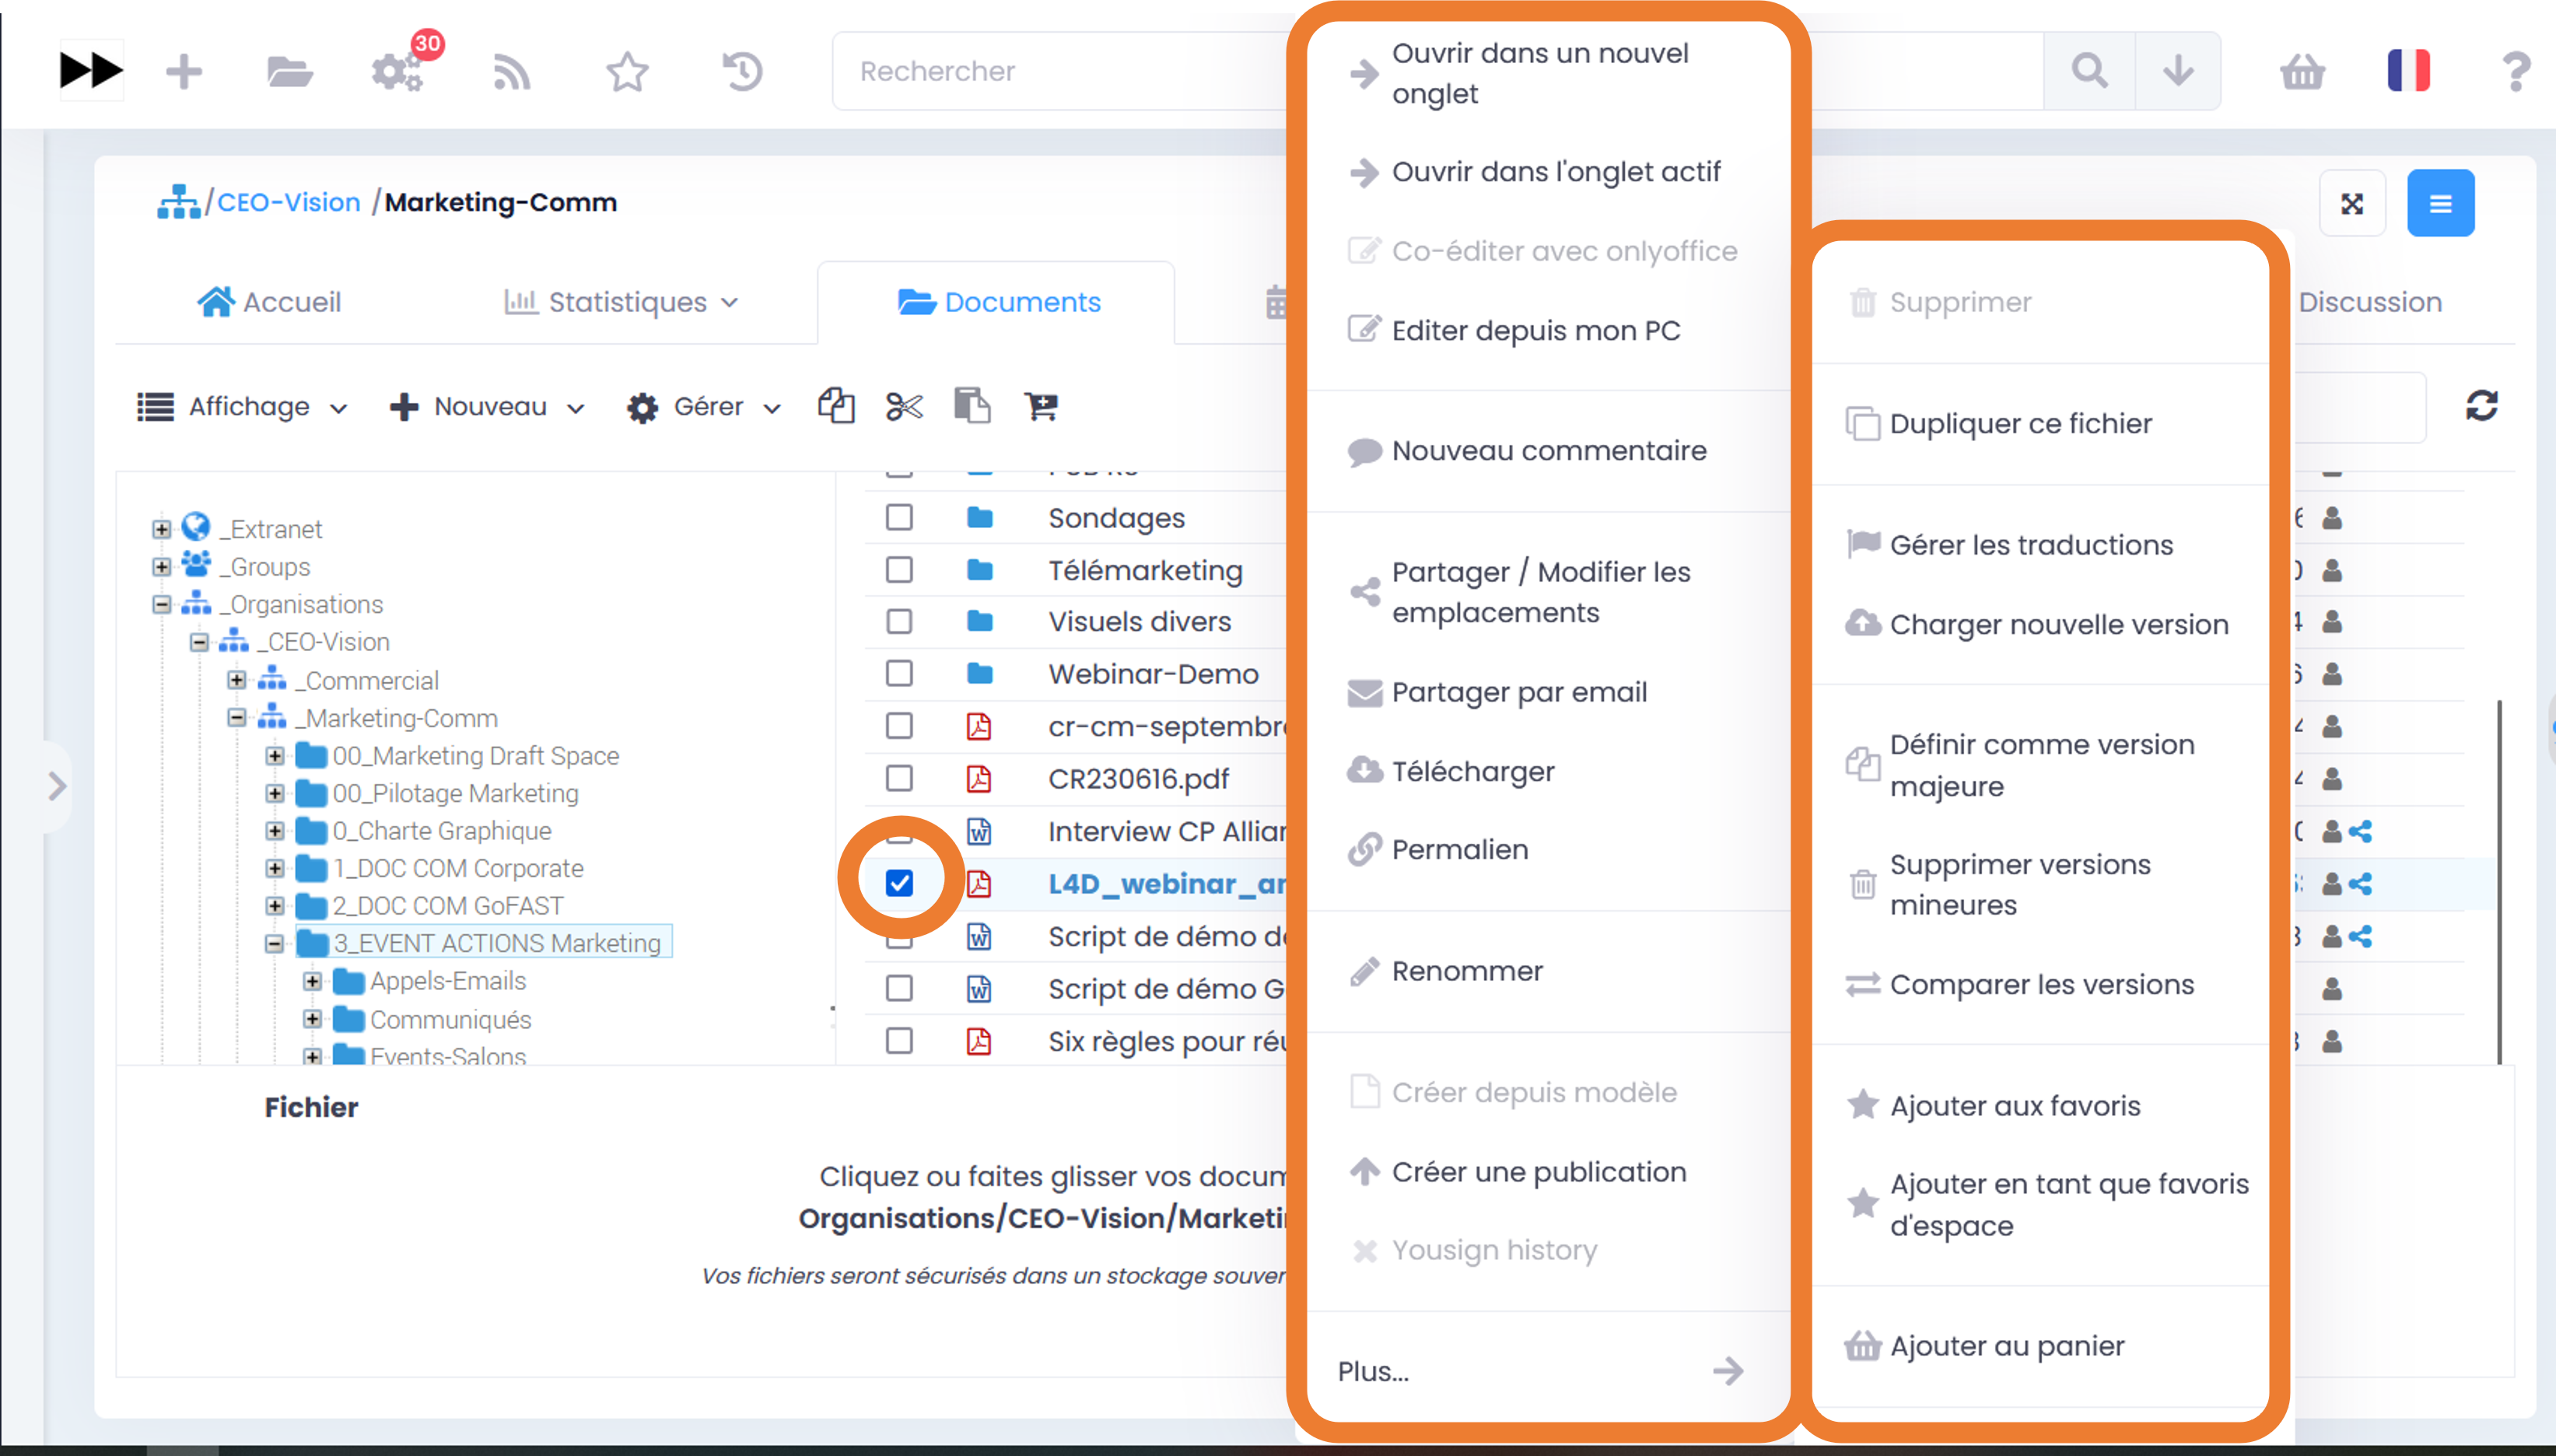 30
Rechercher
/CEO-Vision /Marketing-Comm
Accueil
Statistiques
Documents
Discussion
Affichage
Nouveau
Gérer
_Extranet
_Groups
_Organisations
_CEO-Vision
_Commercial
_Marketing-Comm
00_Marketing Draft Space
00_Pilotage Marketing
0_Charte Graphique
1_DOC COM Corporate
2_DOC COM GoFAST
3_EVENT ACTIONS Marketing
Appels-Emails
Communiqués
Events-Salons
Sondages
Télémarketing
Visuels divers
Webinar-Demo
cr-cm-septembre
CR230616.pdf
Interview CP Allian
L4D_webinar_ar
Script de démo de
Script de démo G
Six règles pour réu
Fichier
Cliquez ou faites glisser vos docum
Organisations/CEO-Vision/Marketin
Vos fichiers seront sécurisés dans un stockage souver
Ouvrir dans un nouvel
onglet
Ouvrir dans l'onglet actif
Co-éditer avec onlyoffice
Editer depuis mon PC
Nouveau commentaire
Partager / Modifier les
emplacements
Partager par email
Télécharger
Permalien
Renommer
Créer depuis modèle
Créer une publication
Yousign history
Plus...
Supprimer
Dupliquer ce fichier
Gérer les traductions
Charger nouvelle version
Définir comme version
majeure
Supprimer versions
mineures
Comparer les versions
Ajouter aux favoris
Ajouter en tant que favoris
d'espace
Ajouter au panier